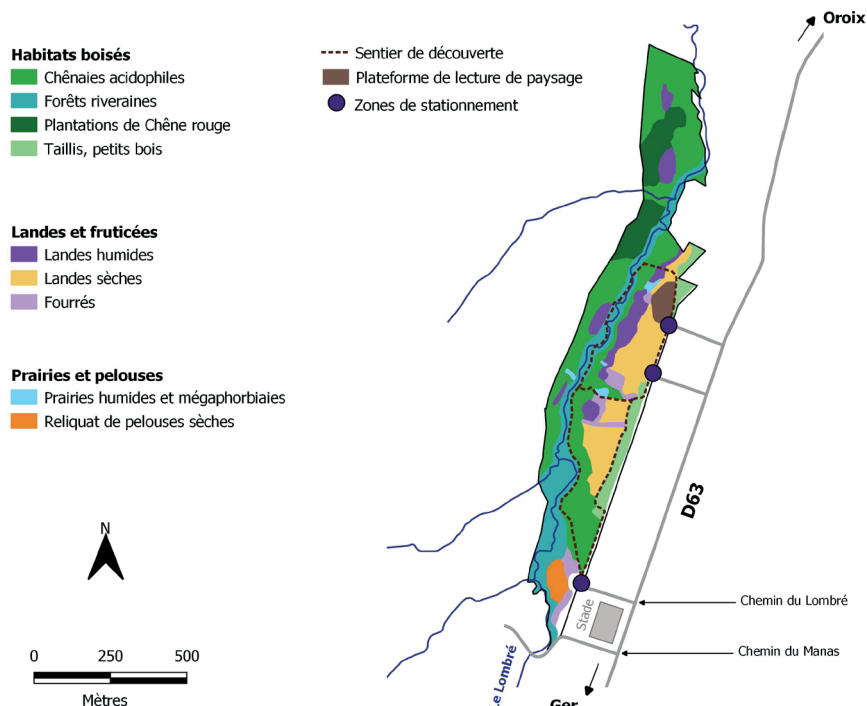 Habitats boisés
Chênaies acidophiles
Forêts riveraines
Plantations de Chêne rouge
Taillis, petits bois
Landes et fruticées
Landes humides
Landes sèches
Fourrés
Prairies et pelouses
Prairies humides et mégaphorbiaies
Reliquat de pelouses sèches
Sentier de découverte
Plateforme de lecture de paysage
Zones de stationnement
Oroix
D63
Chemin du Lombré
Stade
Chemin du Manas
Le Lombré
Ger
N
0 250 500
Mètres